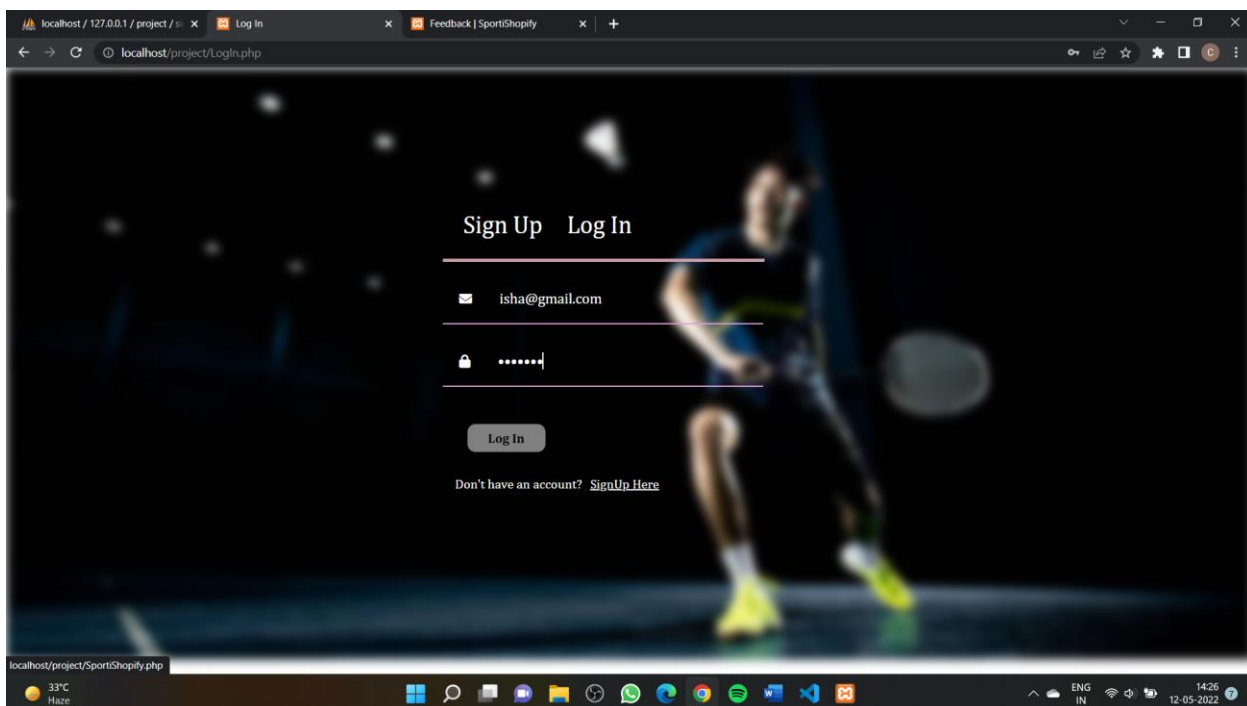 localhost / 127.0.0.1 / project / si
Log In
Feedback | SportiShopify
localhost/project/LogIn.php
C
Sign Up Log In
isha@gmail.com
•••••••
Log In
Don't have an account? SignUp Here
localhost/project/SportiShopify.php
33°C
Haze
ENG
IN
14:26
12-05-2022
7